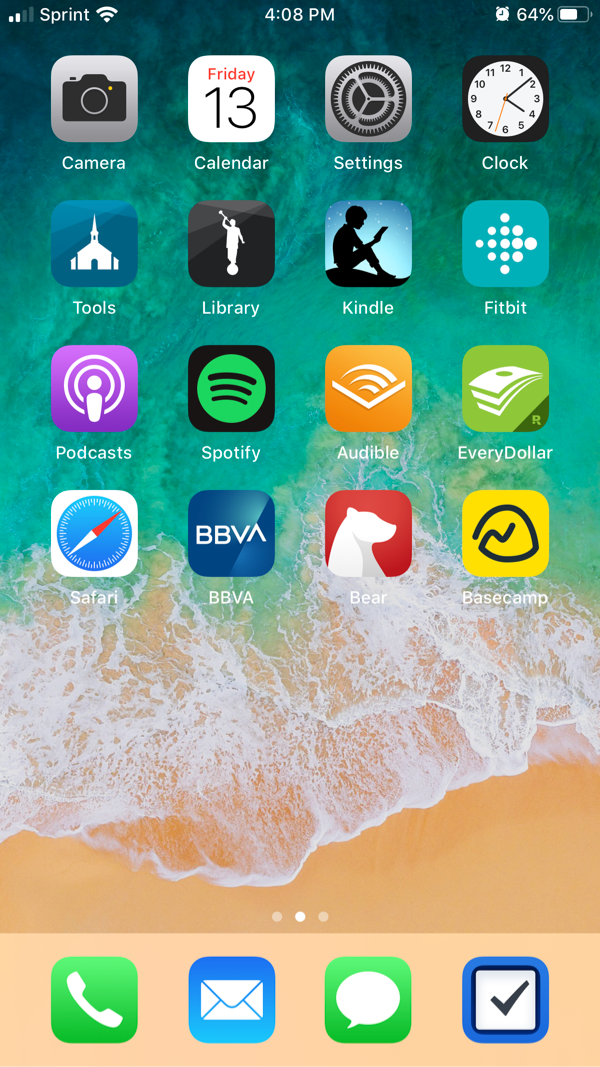 Sprint 4:08 PM 64%
Friday
13
12
11 1
10 2
9 3
8 4
7 5
6
Camera Calendar Settings Clock
Tools Library Kindle Fitbit
R
Podcasts Spotify Audible EveryDollar
BBVA
Safari BBVA Bear Basecamp